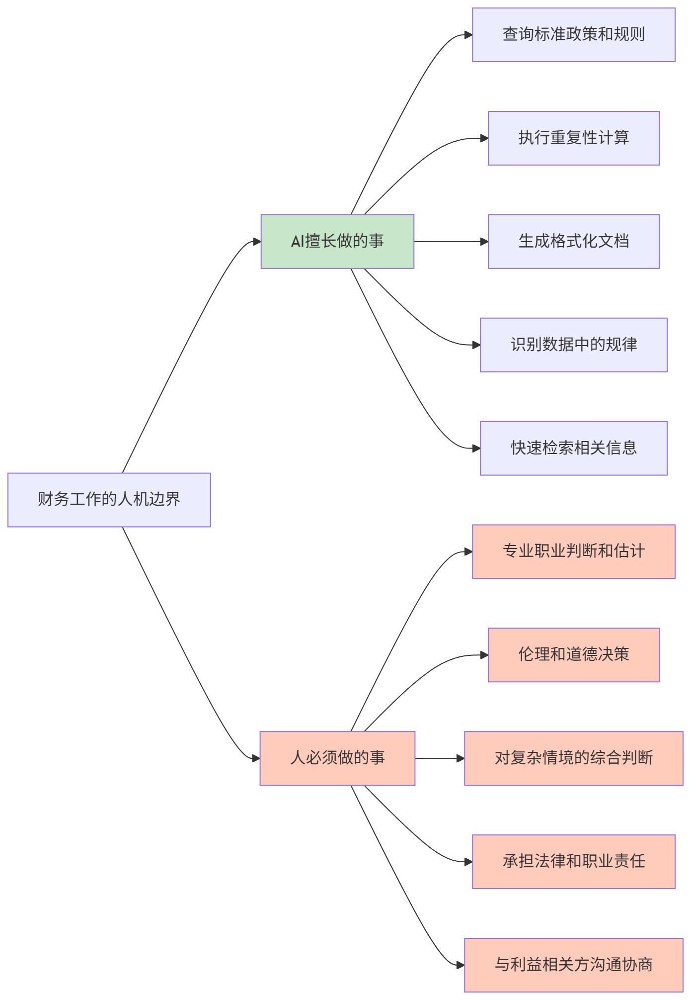 财务工作的人机边界
AI擅长做的事
查询标准政策和规则
执行重复性计算
生成格式化文档
识别数据中的规律
快速检索相关信息
人必须做的事
专业职业判断和估计
伦理和道德决策
对复杂情境的综合判断
承担法律和职业责任
与利益相关方沟通协商